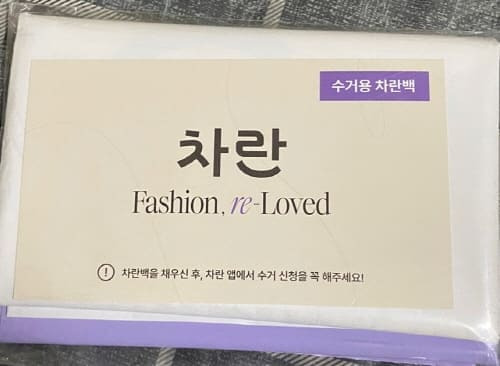 수거용 차란백
차란
Fashion, re-Loved
! 차란백을 채우신 후, 차란 앱에서 수거 신청을 꼭 해주세요!